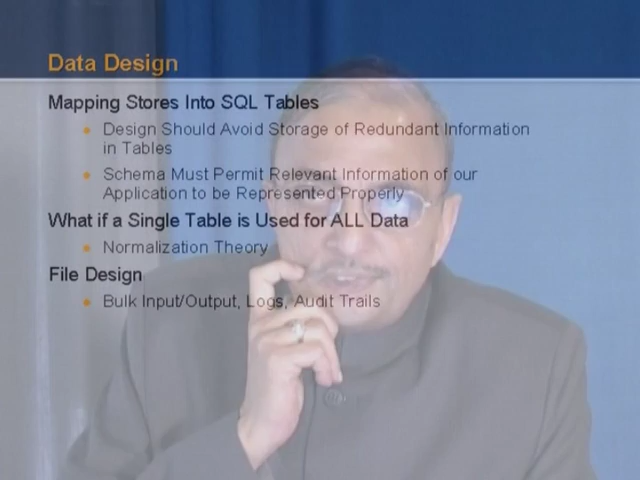 Data Design
Mapping Stores Into SQL Tables
Design Should Avoid Storage of Redundant Information
in Tables
Schema Must Permit Relevant Information of our
Application to be Represented Properly
What if a Single Table is Used for ALL Data
Normalization Theory
File Design
Bulk Input/Output, Logs, Audit Trails